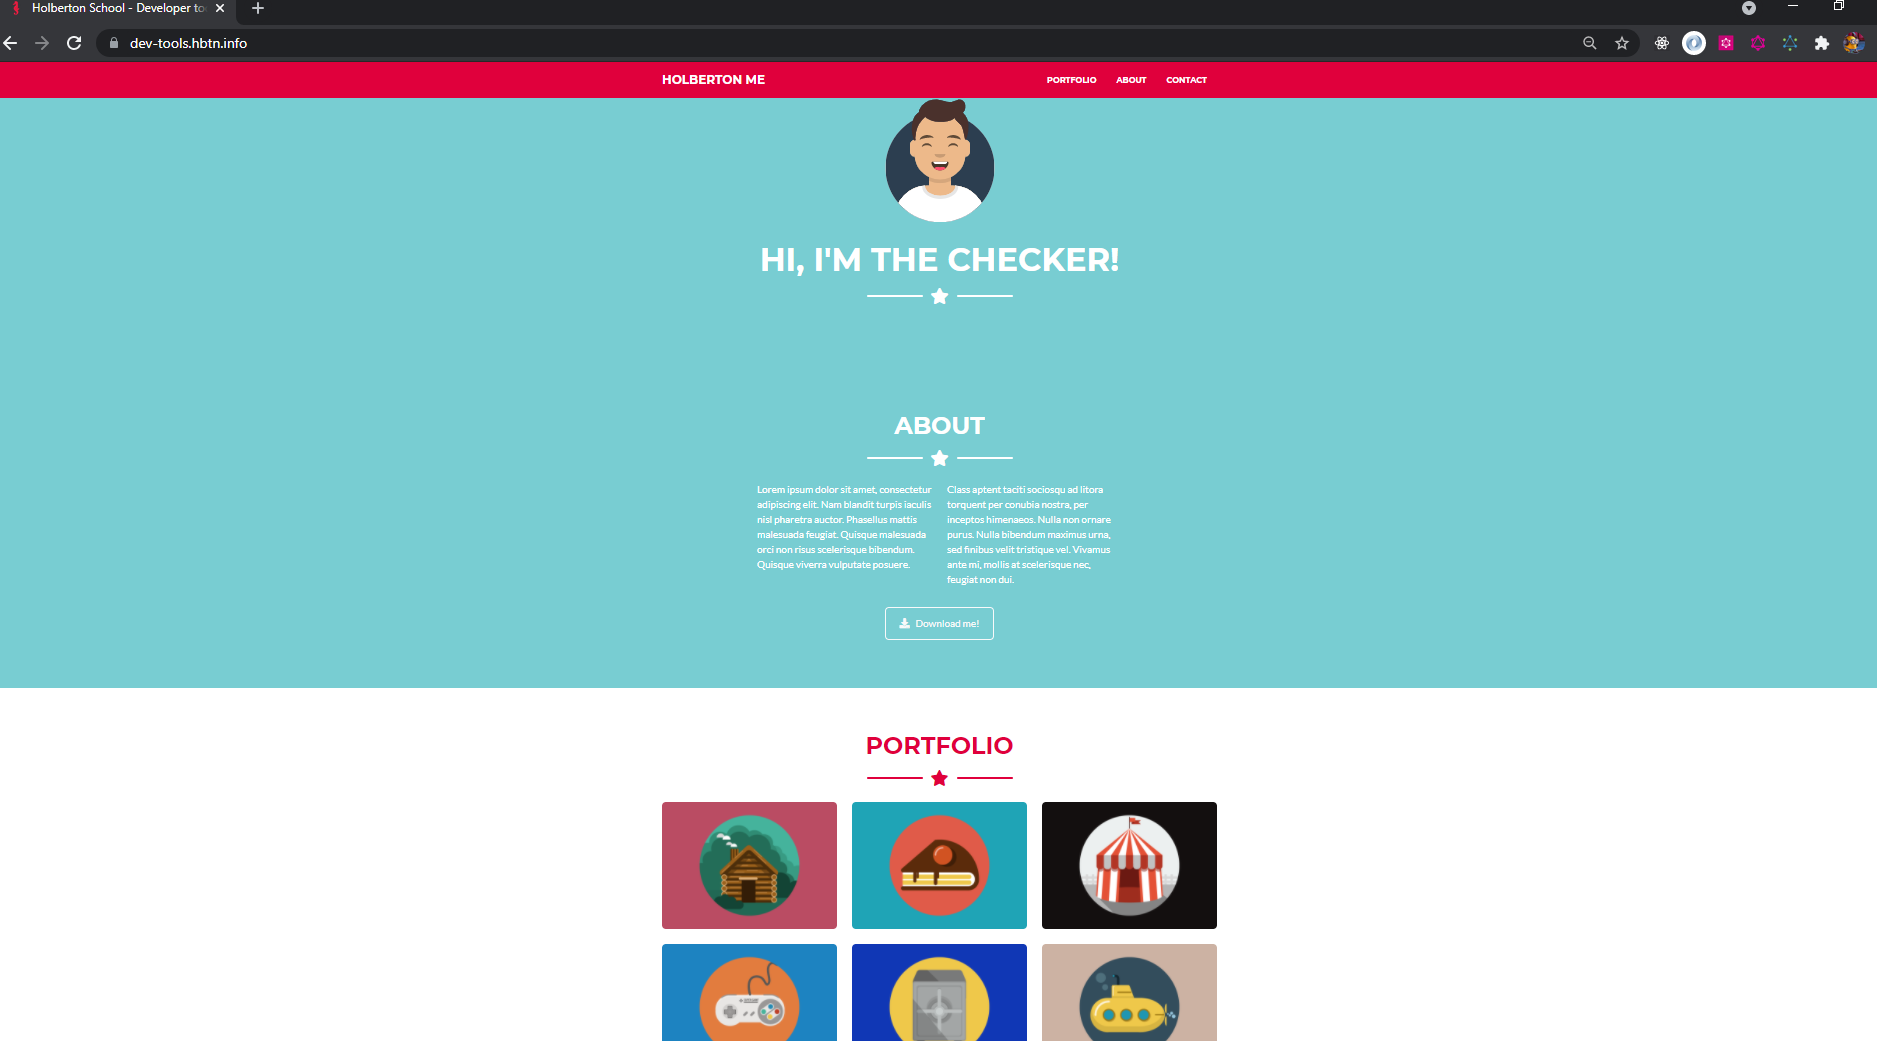 Holberton School - Developer to
dev-tools.hbtn.info
HOLBERTON ME
PORTFOLIO
ABOUT
CONTACT
HI, I'M THE CHECKER!
ABOUT
Lorem ipsum dolor sit amet, consectetur
adipiscing elit. Nam blandit turpis iaculis
nisl pharetra auctor. Phasellus mattis
malesuada feugiat. Quisque malesuada
orci non risus scelerisque bibendum.
Quisque viverra vulputate posuere.
Class aptent taciti sociosqu ad litora
torquent per conubia nostra, per
inceptos himenaeos. Nulla non ornare
purus. Nulla bibendum maximus urna,
sed finibus velit tristique vel. Vivamus
ante mi, mollis at scelerisque nec,
feugiat non dui.
Download me!
PORTFOLIO